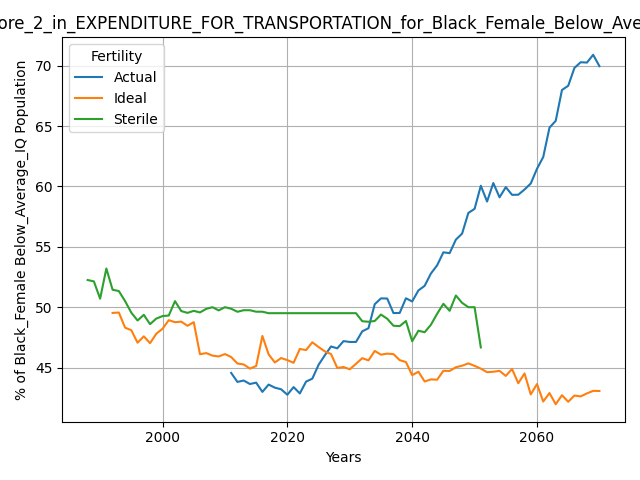 ore_2_in_EXPENDITURE_FOR_TRANSPORTATION_for_Black_Female_Below_Ave
Fertility
Actual
Ideal
Sterile
% of Black_Female Below_Average_IQ Population
70
65
60
55
50
45
2000
2020
2040
2060
Years